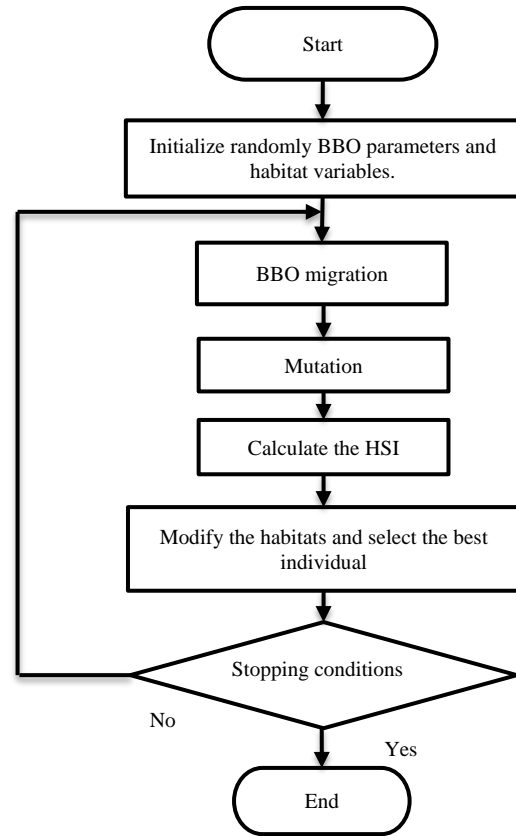 Start
Initialize randomly BBO parameters and
habitat variables.
BBO migration
Mutation
Calculate the HSI
Modify the habitats and select the best
individual
Stopping conditions
No
Yes
End